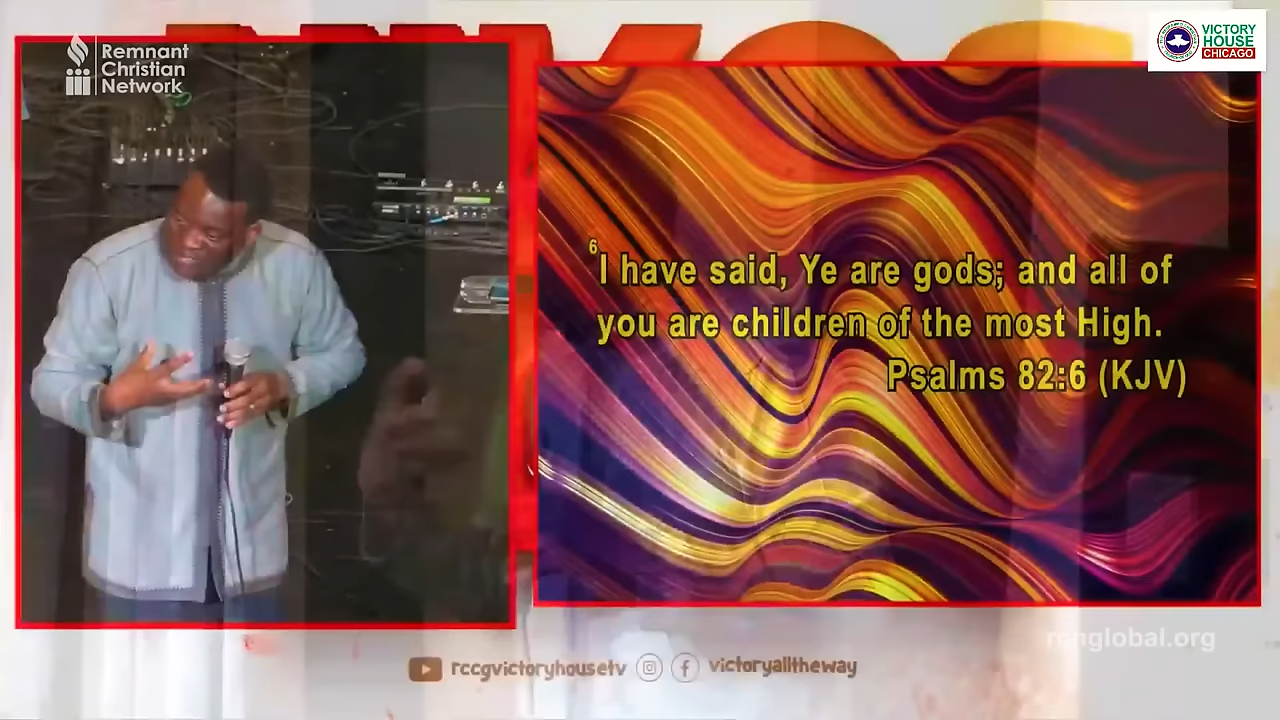 Remnant
Christian
Network
VICTORY
HOUSE
CHICAGO
6
I have said, Ye are gods; and all of
you are children of the most High.
Psalms 82:6 (KJV)
rcnglobal.org
rccgvictoryhousetv
victoryalltheway